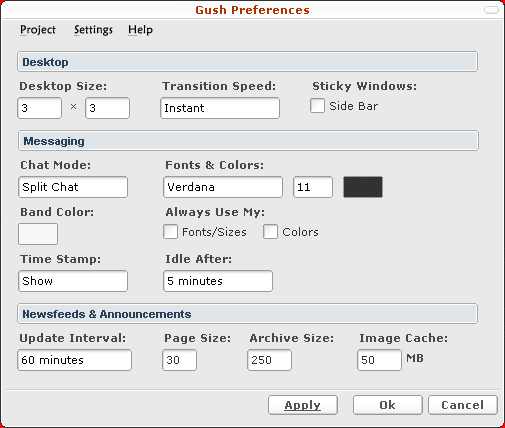 Gush Preferences
Project Settings Help
Desktop
Desktop Size: Transition Speed: Sticky Windows:
3 × 3 Instant Side Bar
Messaging
Chat Mode: Fonts & Colors:
Split Chat Verdana 11
Band Color: Always Use My:
Fonts/Sizes Colors
Time Stamp: Idle After:
Show 5 minutes
Newsfeeds & Announcements
Update Interval: Page Size: Archive Size: Image Cache:
60 minutes 30 250 50 MB
Apply Ok Cancel